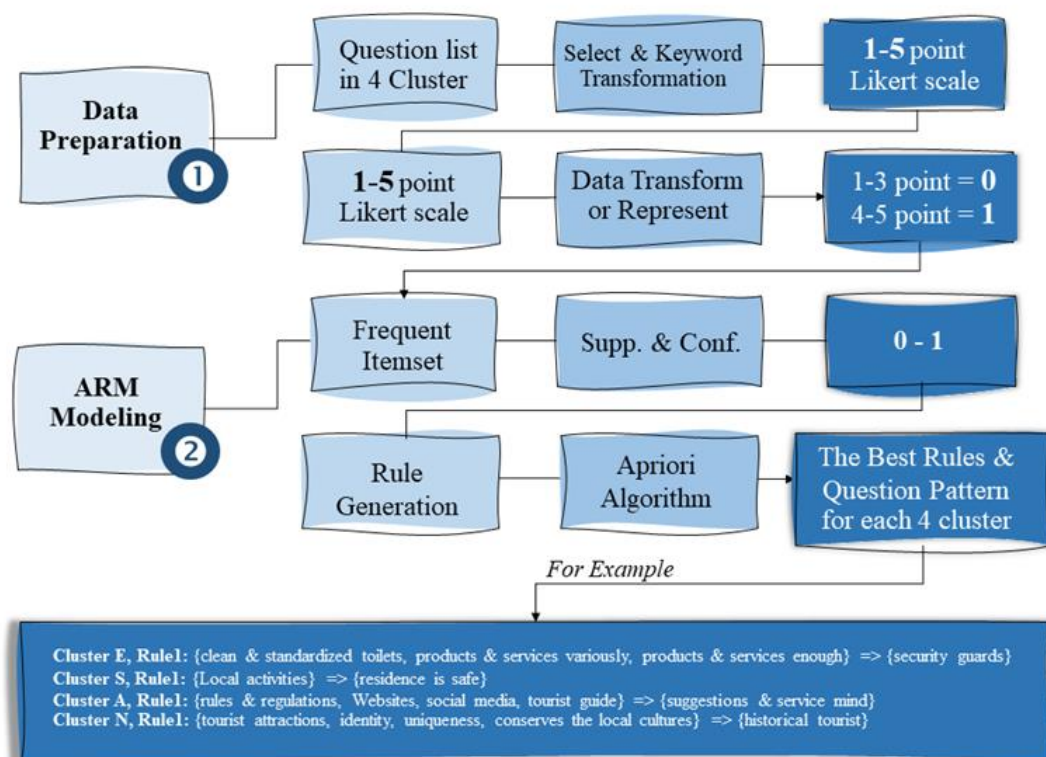 Data
Preparation
1
Question list
in 4 Cluster
Select & Keyword
Transformation
1-5 point
Likert scale
1-5 point
Likert scale
Data Transform
or Represent
1-3 point = 0
4-5 point = 1
ARM
Modeling
2
Frequent
Itemset
Supp. & Conf.
0 - 1
Rule
Generation
Apriori
Algorithm
The Best Rules &
Question Pattern
for each 4 cluster
For Example
Cluster E, Rule1: {clean & standardized toilets, products & services variously, products & services enough} => {security guards}
Cluster S, Rule1: {Local activities} => {residence is safe}
Cluster A, Rule1: {rules & regulations, Websites, social media, tourist guide} => {suggestions & service mind}
Cluster N, Rule1: {tourist attractions, identity, uniqueness, conserves the local cultures} => {historical tourist}